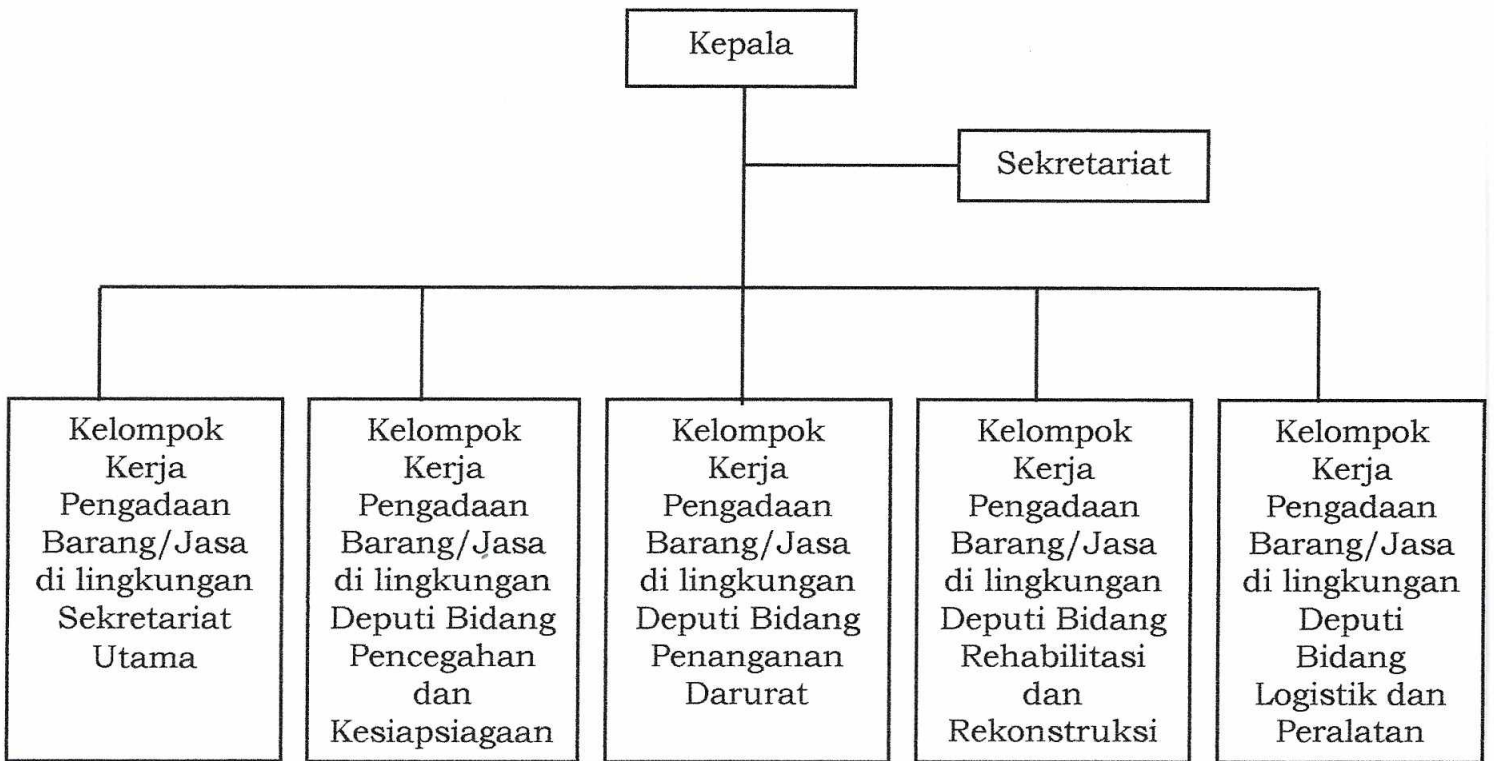 Kepala
Sekretariat
Kelompok
Kerja
Pengadaan
Barang/Jasa
di lingkungan
Sekretariat
Utama
Kelompok
Kerja
Pengadaan
Barang/Jasa
di lingkungan
Deputi Bidang
Pencegahan
dan
Kesiapsiagaan
Kelompok
Kerja
Pengadaan
Barang/Jasa
di lingkungan
Deputi Bidang
Penanganan
Darurat
Kelompok
Kerja
Pengadaan
Barang/Jasa
di lingkungan
Deputi Bidang
Rehabilitasi
dan
Rekonstruksi
Kelompok
Kerja
Pengadaan
Barang/Jasa
di lingkungan
Deputi
Bidang
Logistik dan
Peralatan